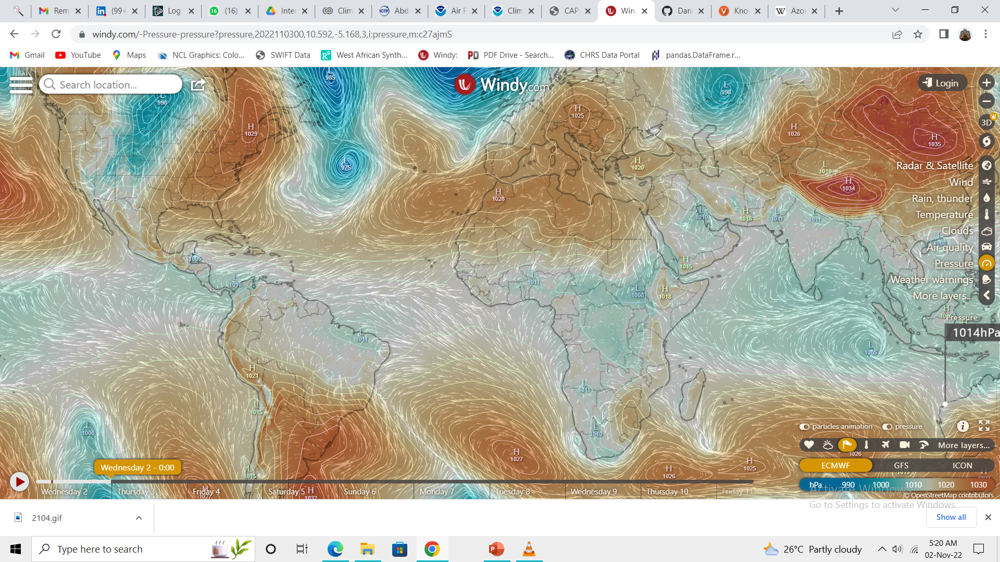 Rem
(99+
Log
(16)
Inter
Clim
Abd
Air F
Clim
CAP
Win
Dan
Kno
Azor
windy.com/-Pressure-pressure?pressure,2022110300,10.592,-5.168,3,i:pressure,m:c27ajmS
Gmail
YouTube
Maps
NCL Graphics: Colo...
SWIFT Data
West African Synth...
Windy:
PDF Drive - Search...
CHRS Data Portal
pandas.DataFrame.r...
Search location...
Windy.com
Login
3D
L
985
L
998
L
998
H
1025
H
1029
H
1026
H
1035
L
975
H
1020
L
1019
H
1034
H
1028
L
1010
H
1016
L
1011
L
1011
L
1008
L
1005
H
1015
L
1010
L
1011
L
1008
H
1018
L
1011
L
1005
H
1021
L
1011
L
1015
L
1006
L
1010
H
1027
H
1026
H
1025
L
1015
H
1027
H
1032
1026
Radar & Satellite
Wind
Rain, thunder
Temperature
Clouds
Air quality
Pressure
Weather warnings
More layers...
Pressure
1014hPa
particles animation
pressure
More layers...
ECMWF
GFS
ICON
hPa 990 1000 1010 1020 1030
© OpenStreetMap contributors
Wednesday 2 - 0:00
Wednesday 2
Thursday 3
Friday 4
Saturday 5
Sunday 6
Monday 7
Tuesday 8
Wednesday 9
Thursday 10
Friday 11
Activate Windows
Go to Settings to activate Windows.
2104.gif
Show all
Type here to search
26°C Partly cloudy
5:20 AM
02-Nov-22